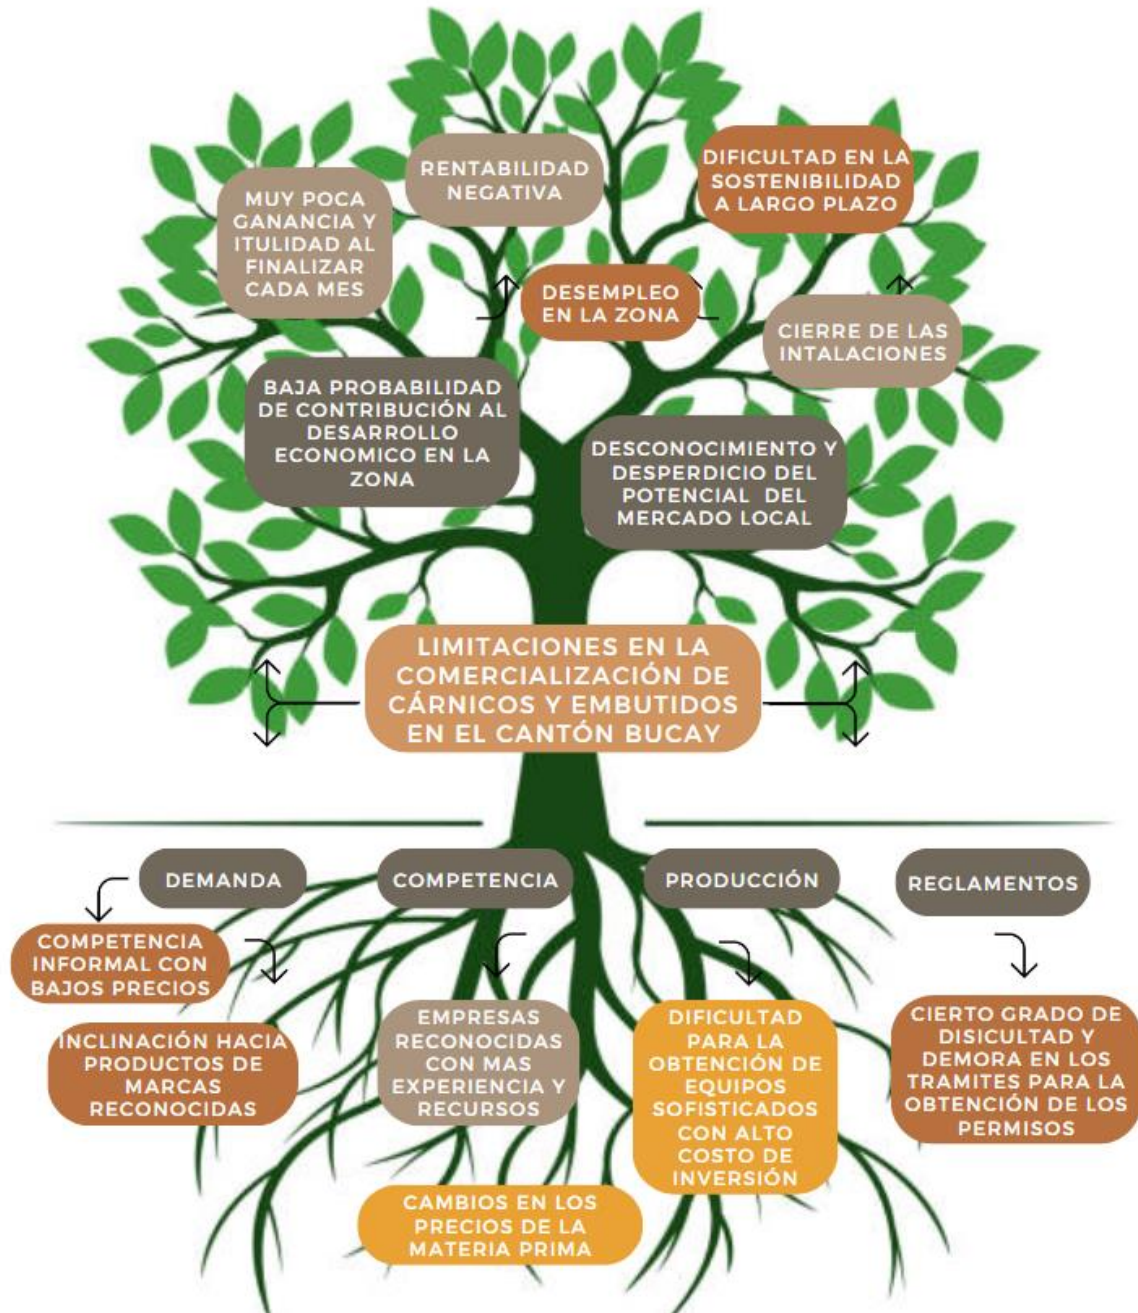 RENTABILIDAD
NEGATIVA
DIFICULTAD EN LA
SOSTENIBILIDAD
A LARGO PLAZO
MUY POCA
GANANCIA Y
ITULIDAD AL
FINALIZAR
CADA MES
DESEMPLEO
EN LA ZONA
CIERRE DE LAS
INTALACIONES
BAJA PROBABILIDAD
DE CONTRIBUCIÓN AL
DESARROLLO
ECONOMICO EN LA
ZONA
DESCONOCIMIENTO Y
DESPERDICIO DEL
POTENCIAL DEL
MERCADO LOCAL
LIMITACIONES EN LA
COMERCIALIZACIÓN DE
CÁRNICOS Y EMBUTIDOS
EN EL CANTÓN BUCAY
DEMANDA
COMPETENCIA
PRODUCCIÓN
REGLAMENTOS
COMPETENCIA
INFORMAL CON
BAJOS PRECIOS
INCLINACIÓN HACIA
PRODUCTOS DE
MARCAS
RECONOCIDAS
EMPRESAS
RECONOCIDAS
CON MAS
EXPERIENCIA Y
RECURSOS
DIFICULTAD
PARA LA
OBTENCIÓN DE
EQUIPOS
SOFISTICADOS
CON ALTO
COSTO DE
INVERSIÓN
CIERTO GRADO DE
DISICULTAD Y
DEMORA EN LOS
TRAMITES PARA LA
OBTENCIÓN DE LOS
PERMISOS
CAMBIOS EN LOS
PRECIOS DE LA
MATERIA PRIMA